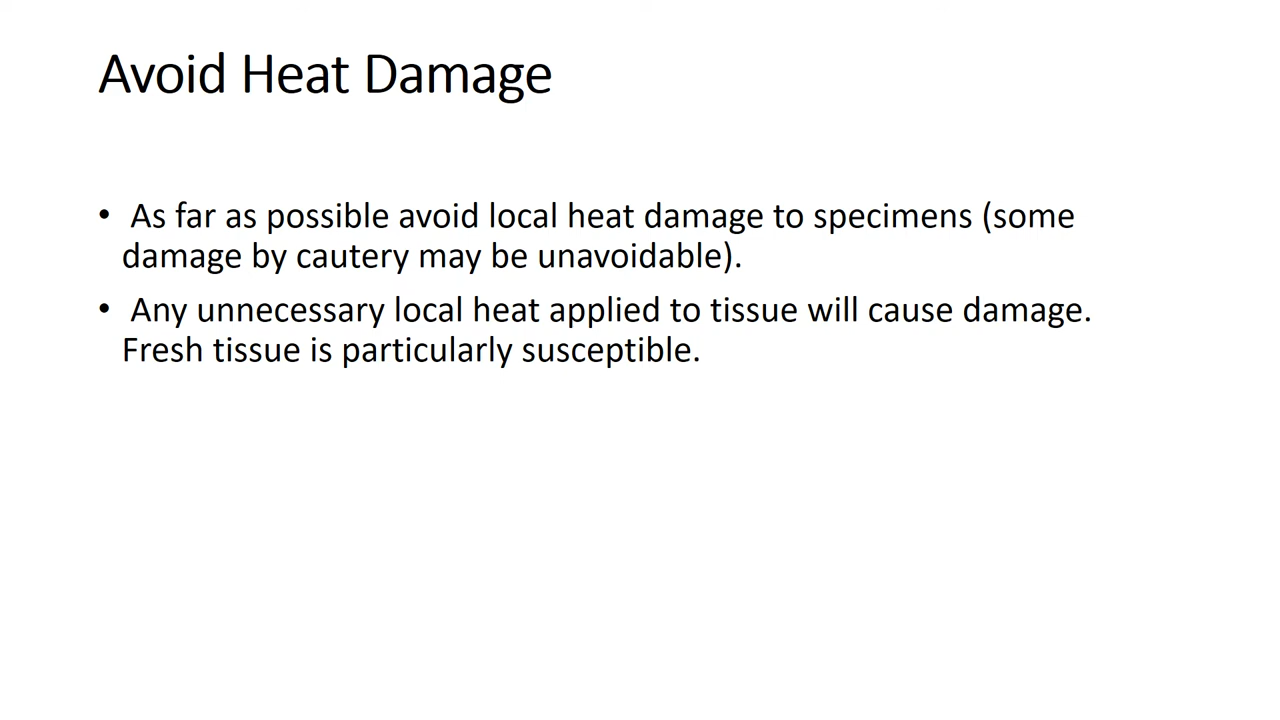 Avoid Heat Damage
• As far as possible avoid local heat damage to specimens (some
damage by cautery may be unavoidable).
• Any unnecessary local heat applied to tissue will cause damage.
Fresh tissue is particularly susceptible.